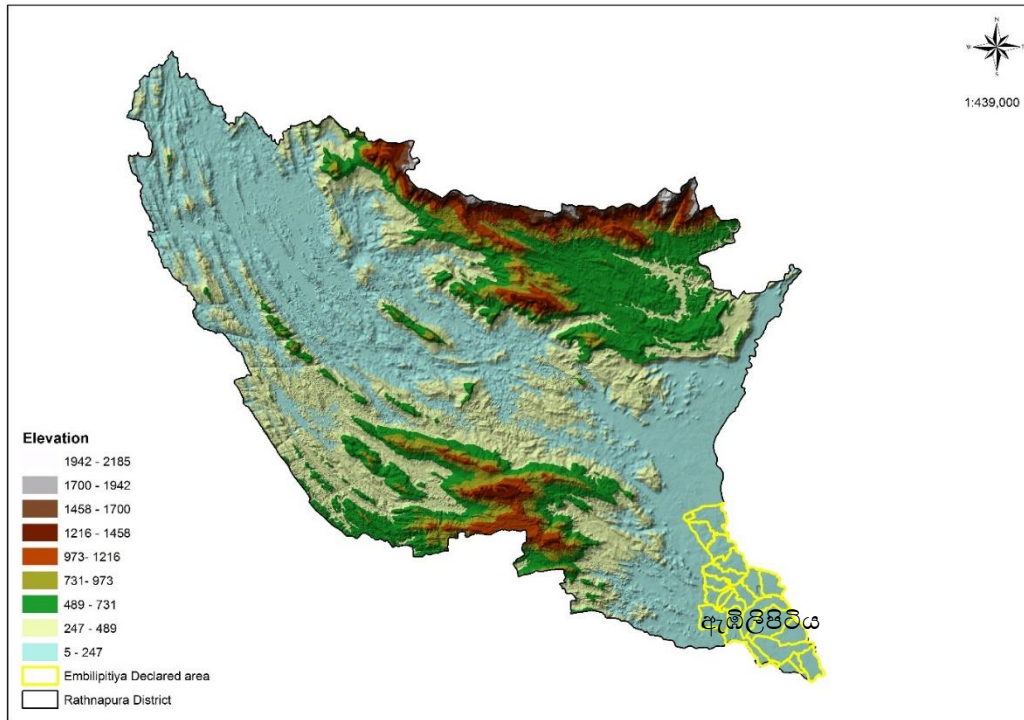 N
S
1:439,000
Elevation
1942 - 2185
1700 - 1942
1458 - 1700
1216 - 1458
973- 1216
731- 973
489 - 731
247 - 489
5 - 247
Embilipitiya Declared area
Rathnapura District
ඇඹිලිපිටිය